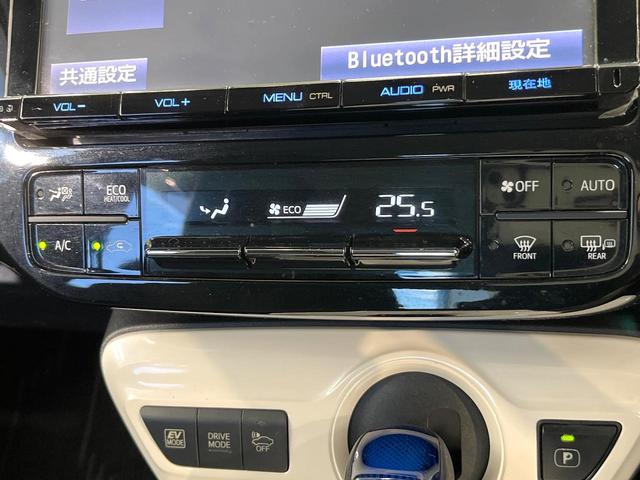 Bluetooth詳細設定
共通設定
VOL− VOL+ MENU CTRL AUDIO PWR 現在地
ECO HEAT/COOL
ECO 25.5
OFF AUTO
A/C FRONT REAR
EV MODE
DRIVE MODE
OFF
P